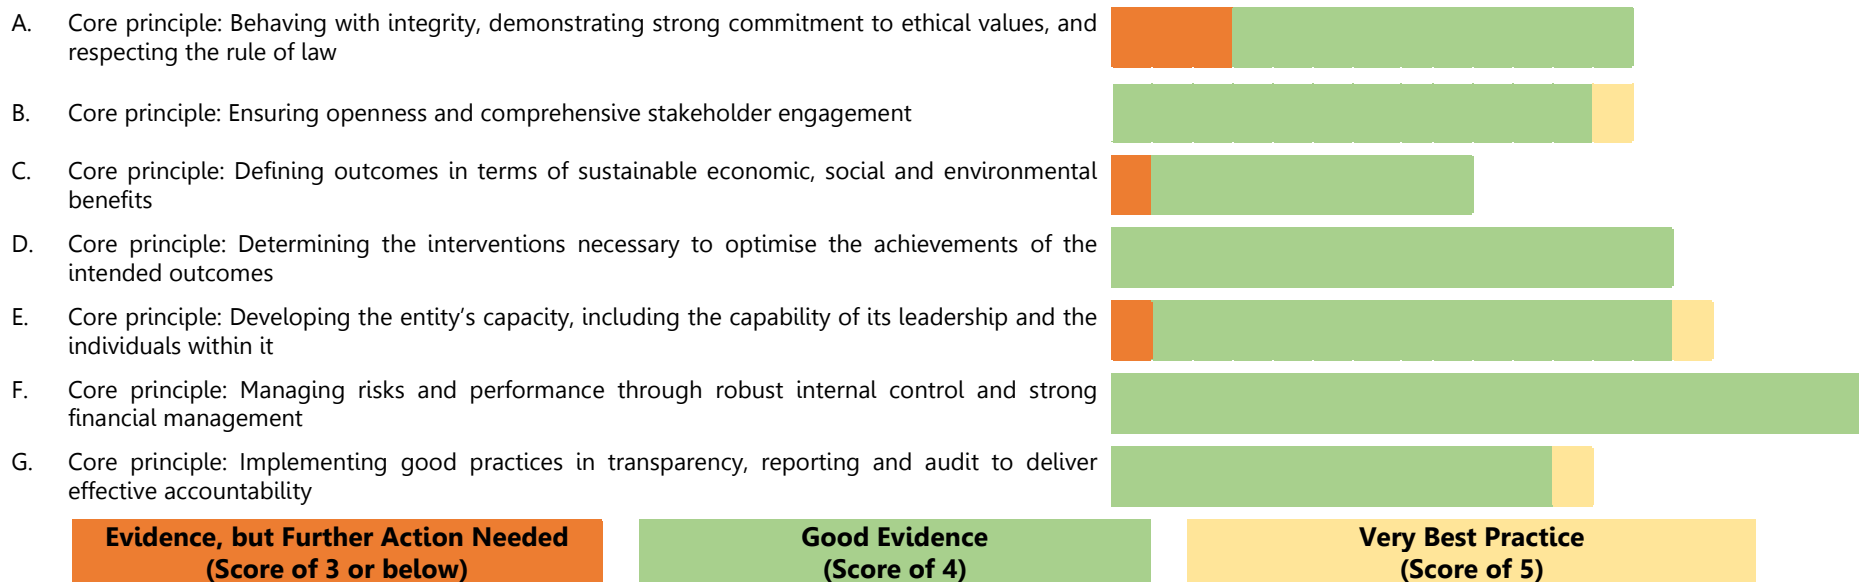 A. Core principle: Behaving with integrity, demonstrating strong commitment to ethical values, and
respecting the rule of law
B. Core principle: Ensuring openness and comprehensive stakeholder engagement
C. Core principle: Defining outcomes in terms of sustainable economic, social and environmental
benefits
D. Core principle: Determining the interventions necessary to optimise the achievements of the
intended outcomes
E. Core principle: Developing the entity’s capacity, including the capability of its leadership and the
individuals within it
F. Core principle: Managing risks and performance through robust internal control and strong
financial management
G. Core principle: Implementing good practices in transparency, reporting and audit to deliver
effective accountability
Evidence, but Further Action Needed
(Score of 3 or below)
Good Evidence
(Score of 4)
Very Best Practice
(Score of 5)